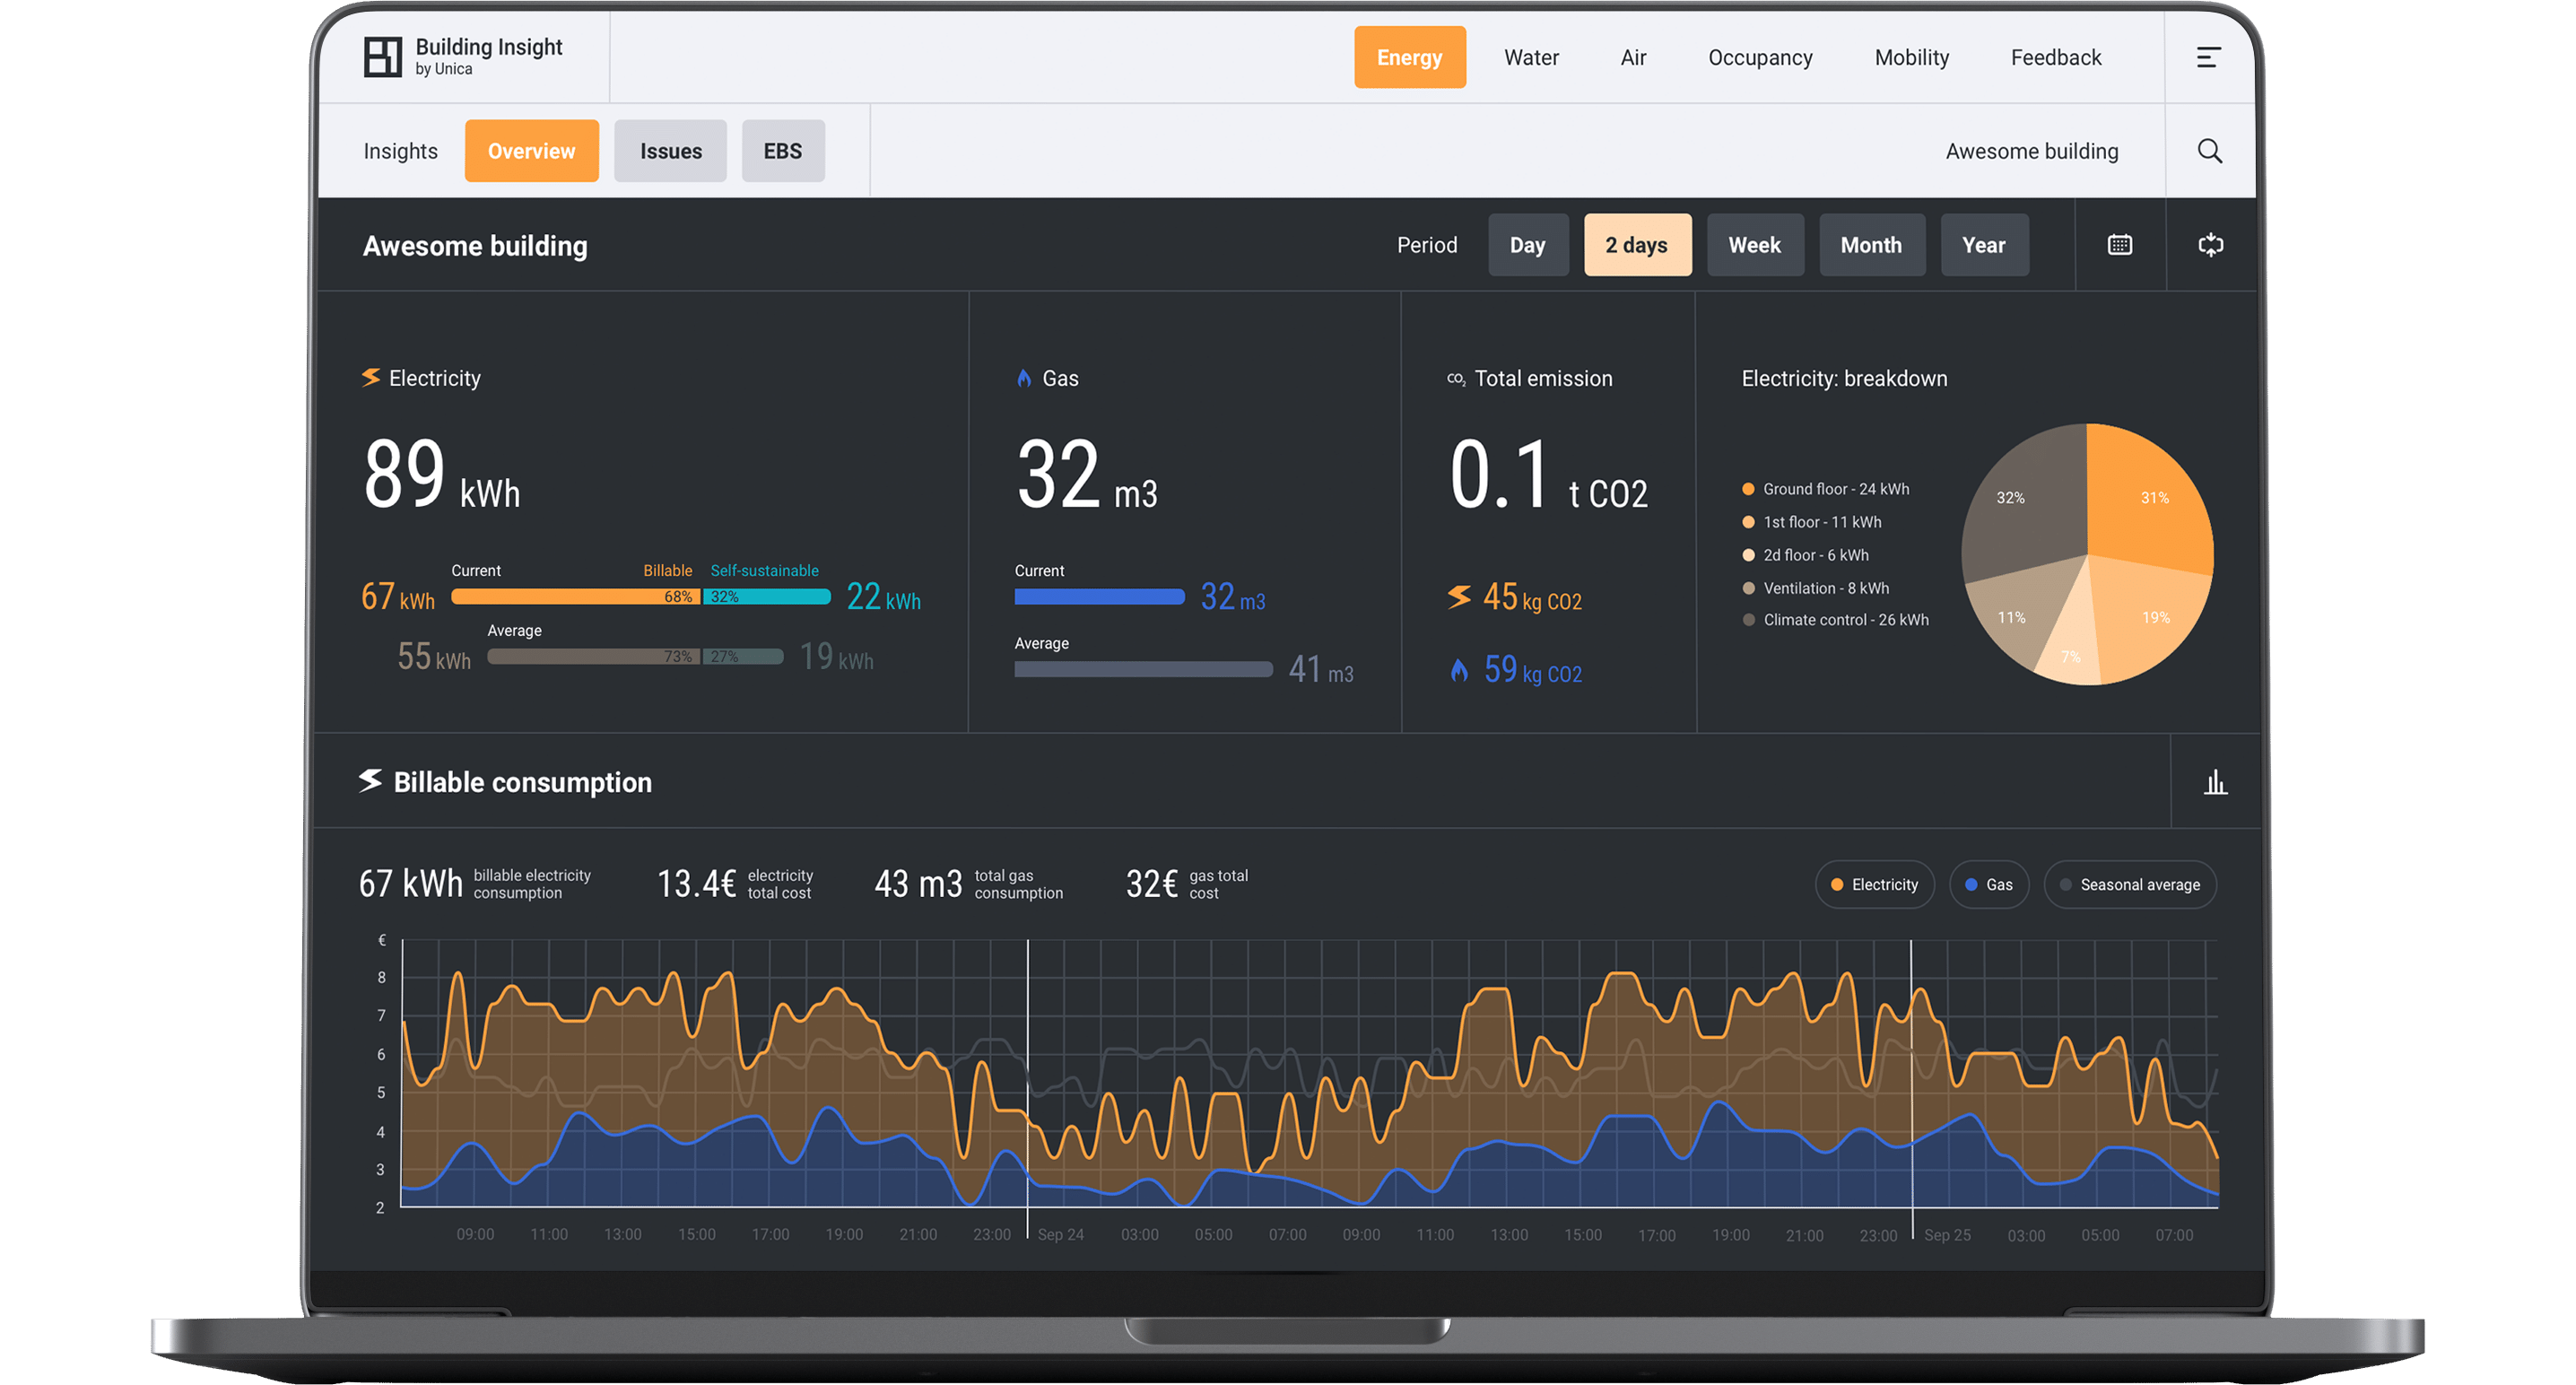 Building Insight
by Unica
Energy
Water
Air
Occupancy
Mobility
Feedback
Insights
Overview
Issues
EBS
Awesome building
Awesome building
Period
Day
2 days
Week
Month
Year
Electricity
89 kWh
Current
Billable
Self-sustainable
67 kWh
68%
32%
22 kWh
Average
55 kWh
73%
27%
19 kWh
Gas
32 m3
Current
32 m3
Average
41 m3
CO₂ Total emission
0.1 t CO2
45 kg CO2
59 kg CO2
Electricity: breakdown
Ground floor - 24 kWh
1st floor - 11 kWh
2d floor - 6 kWh
Ventilation - 8 kWh
Climate control - 26 kWh
32%
31%
11%
19%
7%
Billable consumption
67 kWh
billable electricity
consumption
13.4€
electricity
total cost
43 m3
total gas
consumption
32€
gas total
cost
Electricity
Gas
Seasonal average
€
8
7
6
5
4
3
2
09:00
11:00
13:00
15:00
17:00
19:00
21:00
23:00
Sep 24
03:00
05:00
07:00
09:00
11:00
13:00
15:00
17:00
19:00
21:00
23:00
Sep 25
03:00
05:00
07:00